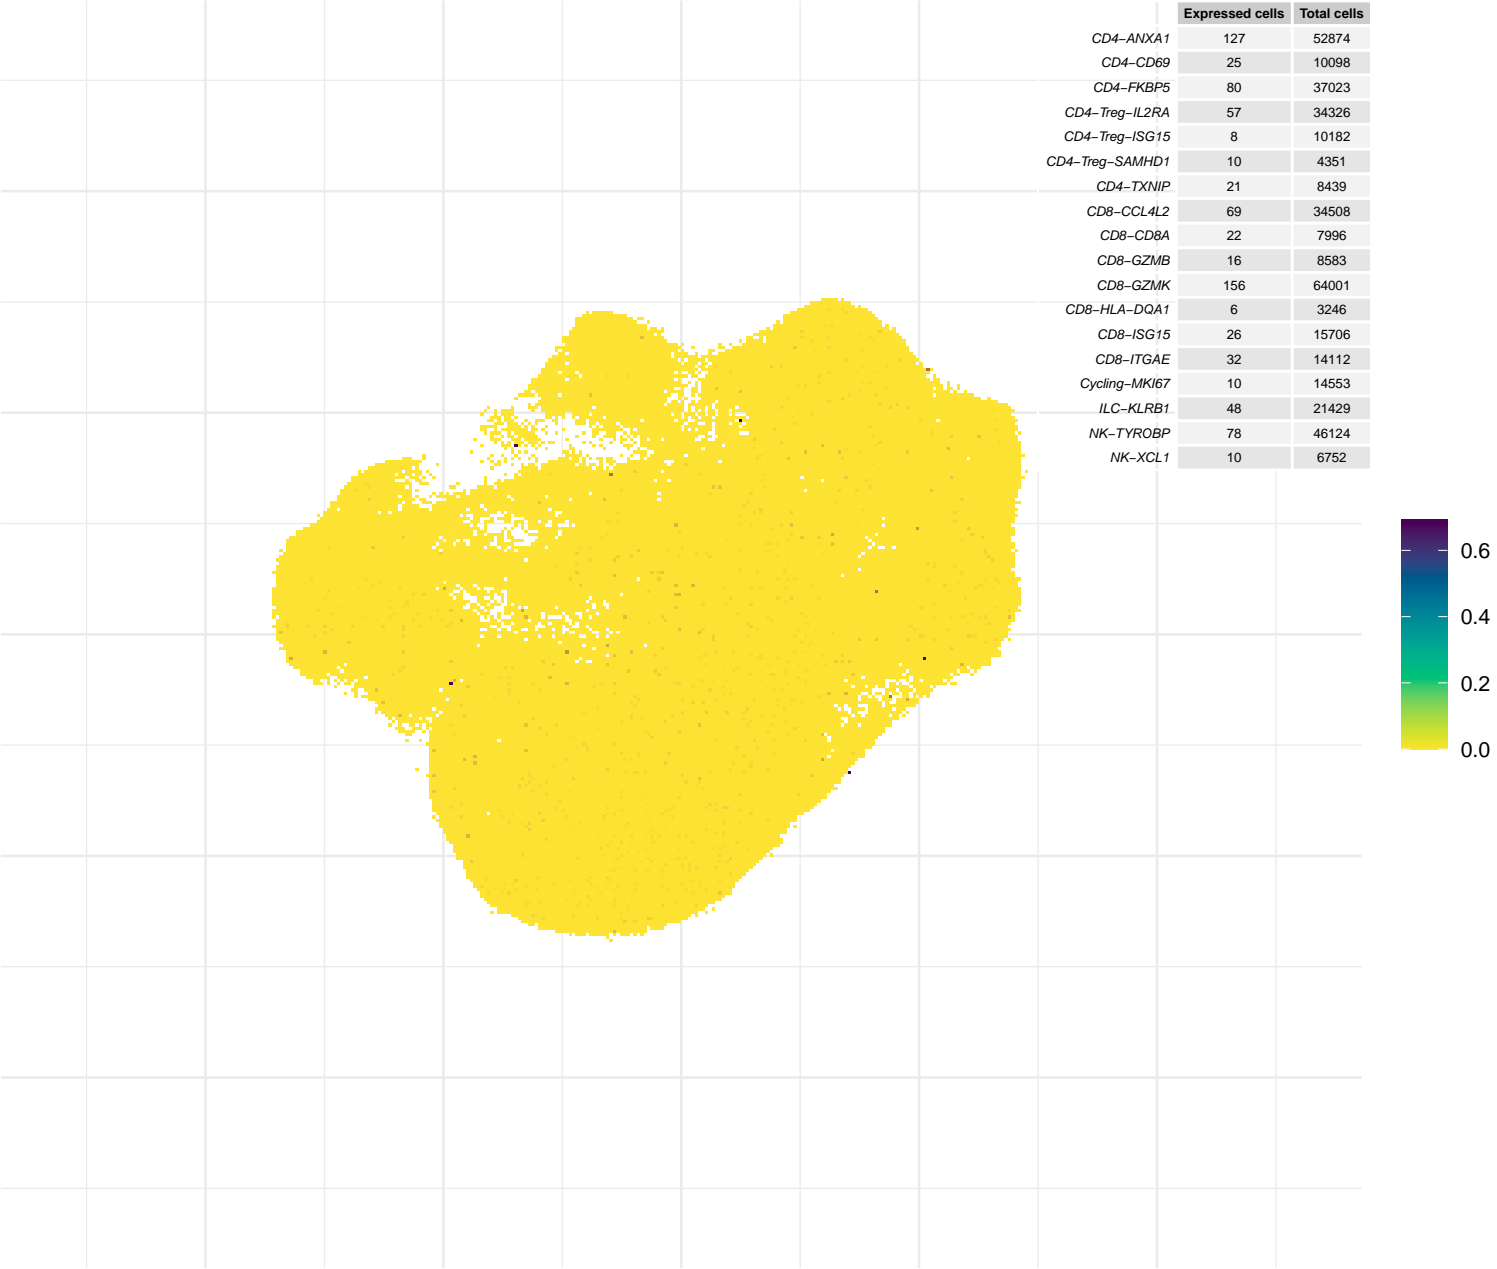 Expressed cells Total cells
CD4−ANXA1 127 52874
CD4−CD69 25 10098
CD4−FKBP5 80 37023
CD4−Treg−IL2RA 57 34326
CD4−Treg−ISG15 8 10182
CD4−Treg−SAMHD1 10 4351
CD4−TXNIP 21 8439
CD8−CCL4L2 69 34508
CD8−CD8A 22 7996
CD8−GZMB 16 8583
CD8−GZMK 156 64001
CD8−HLA−DQA1 6 3246
CD8−ISG15 26 15706
CD8−ITGAE 32 14112
Cycling−MKI67 10 14553
ILC−KLRB1 48 21429
NK−TYROBP 78 46124
NK−XCL1 10 6752
0.6
0.4
0.2
0.0